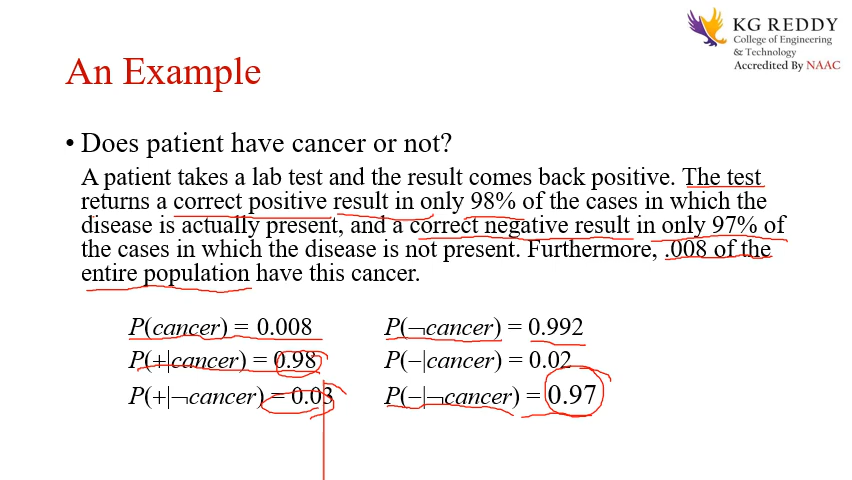 KG REDDY
College of Engineering
& Technology
Accredited By NAAC
An Example
• Does patient have cancer or not?
A patient takes a lab test and the result comes back positive. The test
returns a correct positive result in only 98% of the cases in which the
disease is actually present, and a correct negative result in only 97% of
the cases in which the disease is not present. Furthermore, .008 of the
entire population have this cancer.
P(cancer) = 0.008 P(¬cancer) = 0.992
P(+|cancer) = 0.98 P(−|cancer) = 0.02
P(+|¬cancer) = 0.03 P(−|¬cancer) = 0.97